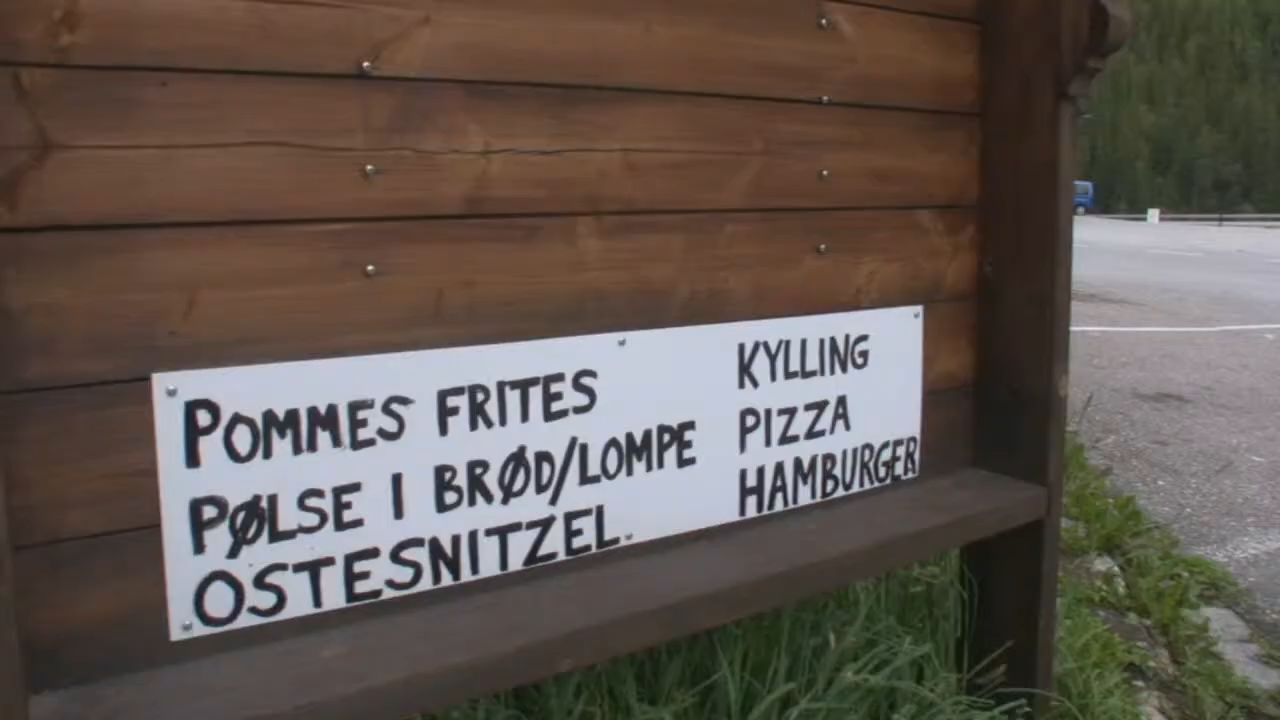 POMMES FRITES
PØLSE I BRØD/LOMPE
OSTESNITZEL
KYLLING
PIZZA
HAMBURGER